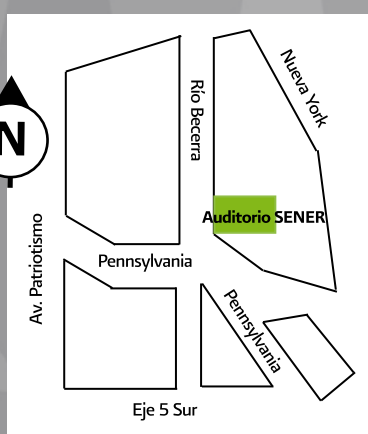 Nueva York
Río Becerra
N
Auditorio SENER
Av. Patriotismo
Pennsylvania
Pennsylvania
Eje 5 Sur